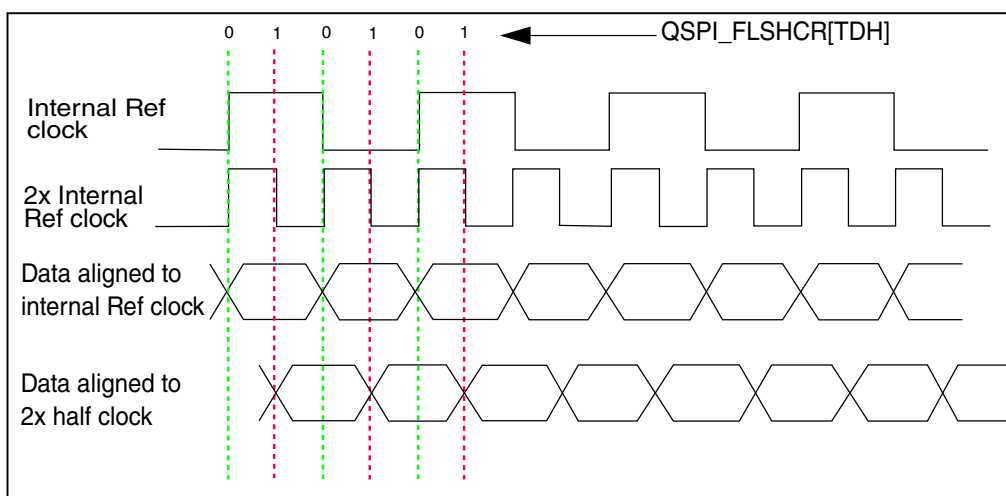 0 1 0 1 0 1 QSPI_FLSHCR[TDH]
Internal Ref
clock
2x Internal
Ref clock
Data aligned to
internal Ref clock
Data aligned to
2x half clock